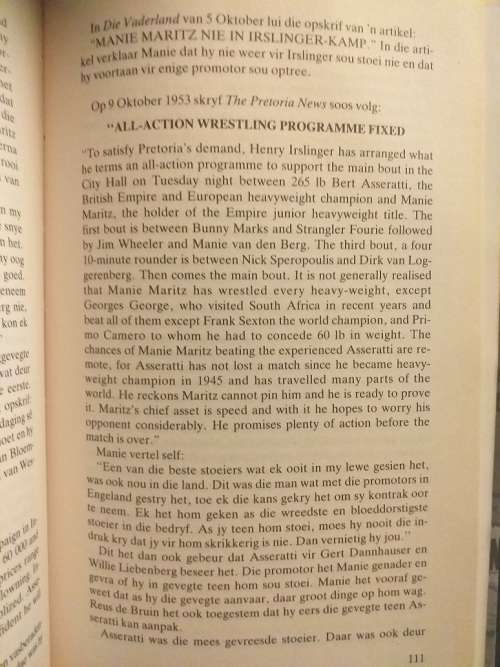 In Die Vaderland van 5 Oktober lui die opskrif van 'n artikel:
"MANIE MARITZ NIE IN IRSLINGER-KAMP." In die arti-
kel verklaar Manie dat hy nie weer vir Irslinger sou stoei nie en dat
hy voortaan vir enige promotor sou optree.
Op 9 Oktober 1953 skryf The Pretoria News soos volg:
"ALL-ACTION WRESTLING PROGRAMME FIXED
"To satisfy Pretoria's demand, Henry Irslinger has arranged what
he terms an all-action programme to support the main bout in the
City Hall on Tuesday night between 265 lb Bert Asseratti, the
British Empire and European heavyweight champion and Manie
Maritz, the holder of the Empire junior heavyweight title. The
first bout is between Bunny Marks and Strangler Fourie followed
by Jim Wheeler and Manie van den Berg. The third bout, a four
10-minute rounder is between Nick Speropoulis and Dirk van Log-
gerenberg. Then comes the main bout. It is not generally realised
that Manie Maritz has wrestled every heavy-weight, except
Georges George, who visited South Africa in recent years and
beat all of them except Frank Sexton the world champion, and Pri-
mo Camero to whom he had to concede 60 lb in weight. The
chances of Manie Maritz beating the experienced Asseratti are re-
mote, for Asseratti has not lost a match since he became heavy-
weight champion in 1945 and has travelled many parts of the
world. He reckons Maritz cannot pin him and he is ready to prove
it. Maritz's chief asset is speed and with it he hopes to worry his
opponent considerably. He promises plenty of action before the
match is over."
Manie vertel self:
"Een van die beste stoeiers wat ek ooit in my lewe gesien het,
was ook nou in die land. Dit was die man wat met die promotors in
Engeland gestry het, toe ek die kans gekry het om sy kontrak oor
te neem. Ek het hom geken as die wreedste en bloeddorstigste
stoeier in die bedryf. As jy teen hom stoei, moes hy nooit die in-
druk kry dat jy vir hom skrikkerig is nie. Dan vernietig hy jou."
Dit het dan ook gebeur dat Asseratti vir Gert Dannhauser en
Willie Liebenberg beseer het. Die promotor het Manie genader en
gevra of hy in gevegte teen hom sou stoei. Manie het vooraf ge-
weet dat as hy die gevegte aanvaar, daar groot dinge op hom wag.
Reus de Bruin het ook toegestem dat hy eers die gevegte teen As-
seratti kan aanpak.
Asseratti was die mees gevreesde stoeier. Daar was ook deur
111